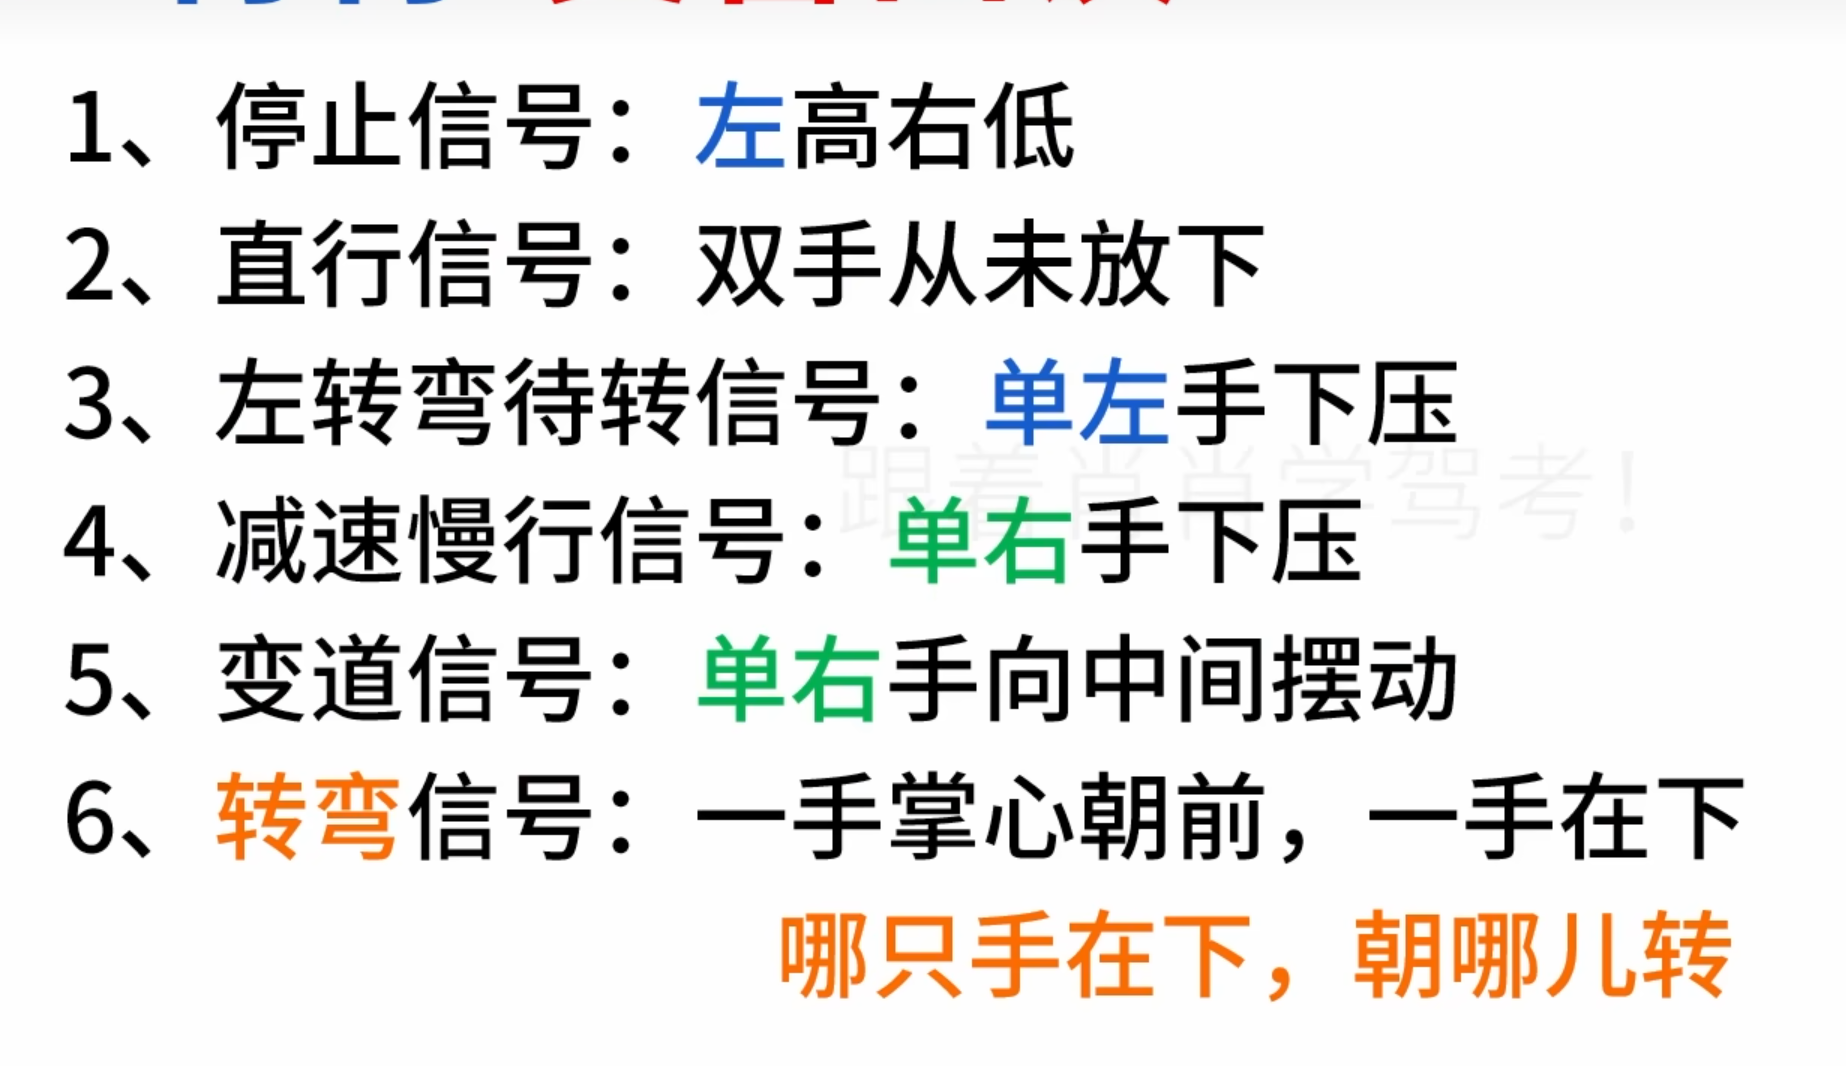 1、停止信号：左高右低
2、直行信号：双手从未放下
3、左转弯待转信号：单左手下压
跟着肖肖学驾考！
4、减速慢行信号：单右手下压
5、变道信号：单右手向中间摆动
6、转弯信号：一手掌心朝前，一手在下
哪只手在下，朝哪儿转